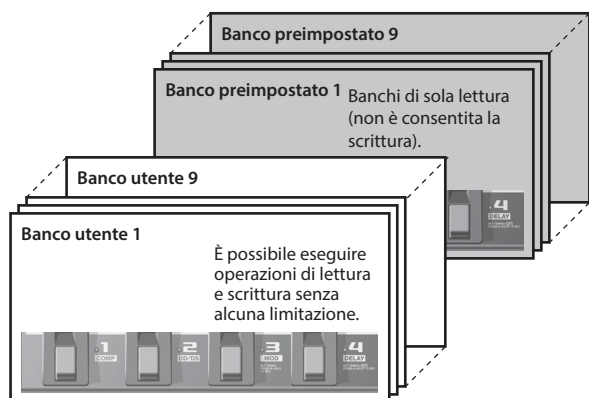 Banco preimpostato 9
Banco preimpostato 1
Banchi di sola lettura
(non è consentita la
scrittura).
4
DELAY
Banco utente 9
Banco utente 1
È possibile eseguire
operazioni di lettura
e scrittura senza
alcuna limitazione.
1
COMP
2
OD/DS
3
MOD
4
DELAY